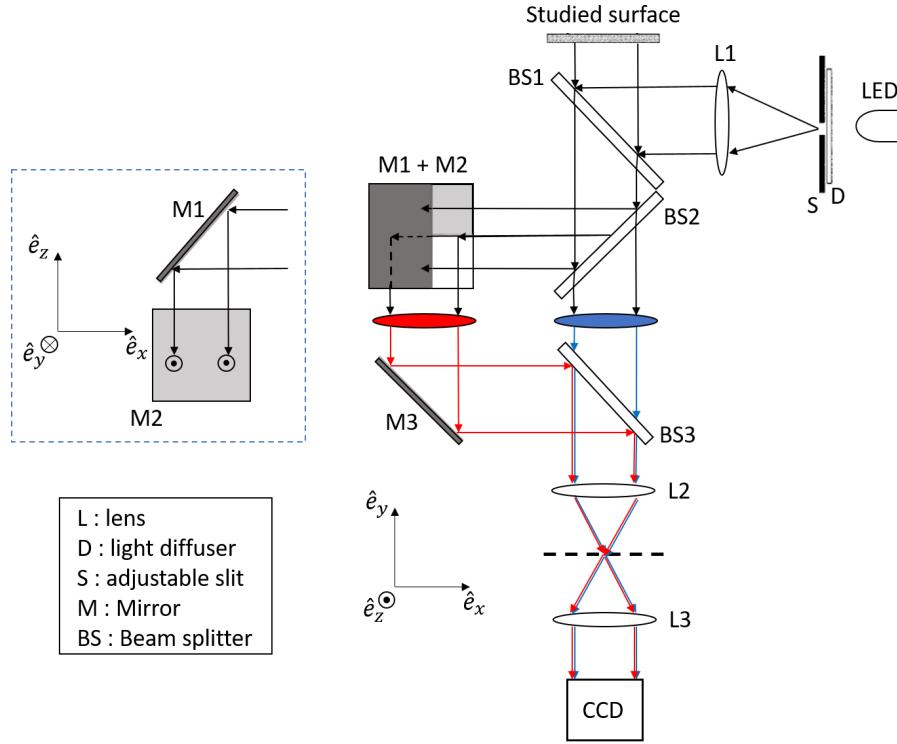 Studied surface
L1
BS1
LED
M1 + M2
S
D
BS2
M1
ê_z
ê_y
ê_x
M2
M3
BS3
L2
ê_y
ê_z
ê_x
L3
CCD
L : lens
D : light diffuser
S : adjustable slit
M : Mirror
BS : Beam splitter